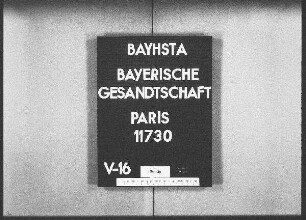 BAYHSTA
BAYERISCHE
GESANDTSCHAFT
PARIS
11730
V-16